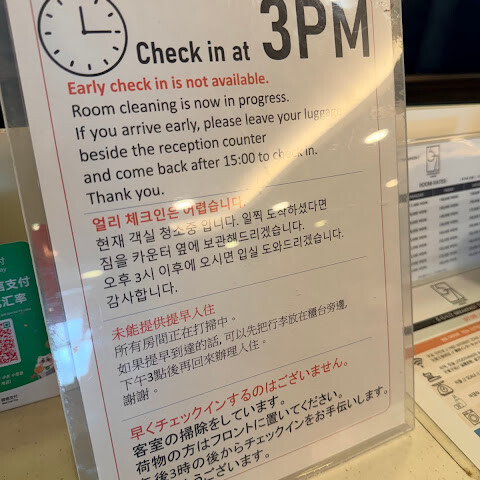 Check in at 3PM
Early check in is not available.
Room cleaning is now in progress.
If you arrive early, please leave your
beside the reception counter
and come back after 15:00 to check in.
Thank you.
얼리 체크인은 어렵습니다.
현재 객실 청소중 입니다. 일찍 도착하셨다면
짐을 카운터 옆에 보관해드리겠습니다.
오후 3시 이후에 오시면 입실 도와드리겠습니다.
감사합니다.
未能提供提早入住
所有房間正在打掃中。
如果提早到達的話, 可以先把行李放在櫃台旁邊,
下午3點後再回來辦理入住。
謝謝。
早くチェックインするのはございません。
客室の掃除をしています。
荷物の方はフロントに置いてください。
午後3時の後からチェックインをお手伝いします。
うございます。
汇率